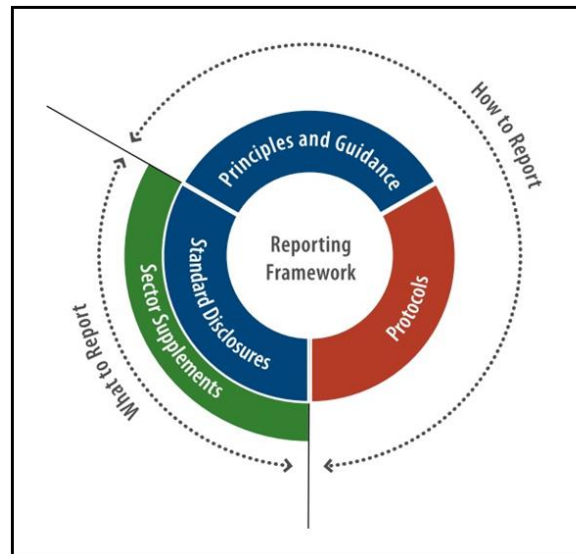 How to Report
Principles and Guidance
Reporting
Framework
Standard Disclosures
Sector Supplements
Protocols
What to Report